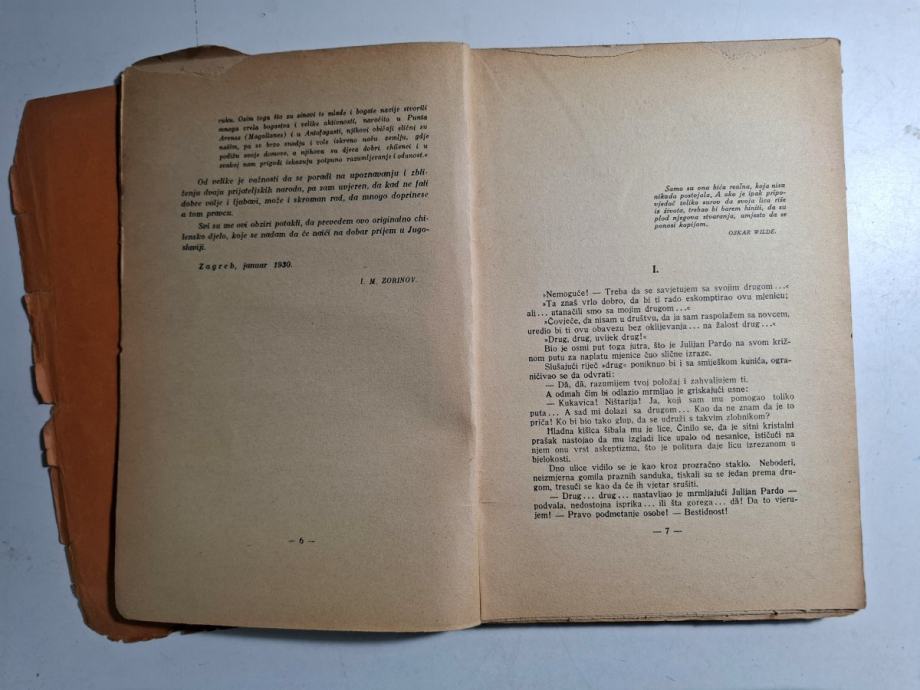 ruku. Osim toga što su sinovi te mlade i bogate nacije stvorili
mnoga vrela bogatstva i velike aktivnosti, naročito u Punta
Arenas (Magallanes) i u Antofagasti, njihovi običaji slični su
našim, pa se brzo snađu i vole iskreno našu zemlju, gdje
podižu svoje domove, a njihova su djeca dobri chilenci i u
svakoj nam prigodi iskazuju potpuno razumijevanje i odanost.«
Od velike je važnosti da se poradi na upoznavanju i zbli-
ženju dvaju prijateljskih naroda, pa sam uvjeren, da kad ne fali
dobre volje i ljubavi, može i skroman rad, da mnogo doprinese
a tom pravcu.
Svi su me ovi obziri potakli, da prevedem ovo originalno chi-
lensko djelo, koje se nadam da će naići na dobar prijem u Jugo-
slaviji.
Zagreb, januar 1930.
I. M. ZORINOV.
— 6 —
Samo su ona bića realna, koja nisu
nikada postojala. A ako je ipak pripo-
vjedač toliko surov da svoja lica riše
iz života, trebao bi barem hiniti, da su
plod njegova stvaranja, umjesto da se
ponosi kopijom.
OSKAR WILDE.
I.
»Nemoguće! — Treba da se savjetujem sa svojim drugom...«
»Ta znaš vrlo dobro, da bi ti rado eskomptirao ovu mjenicu;
ali... utanačili smo sa mojim drugom...«
»Čovječe, da nisam u društvu, da ja sam raspolažem sa novcem,
uredio bi ti ovu obavezu bez oklijevanja... na žalost drug...«
»Drug, drug, uvijek drug!«
Bio je osmi put toga jutra, što je Julijan Pardo na svom križ-
nom putu za naplatu mjenice čuo slične izraze.
Slušajući riječ »drug« poniknuo bi i sa smiješkom kunića, ogra-
ničivao se da odvrati:
— Dâ, dâ, razumijem tvoj položaj i zahvaljujem ti.
A odmah čim bi odlazio mrmljao je griskajući usne:
— Kukavica! Ništarija! Ja, koji sam mu pomogao toliko
puta... A sad mi dolazi sa drugom... Kao da ne znam da je to
priča! Ko bi bio tako glup, da se udruži s takvim zlobnikom?
Hladna kišica šibala mu je lice. Činilo se, da je sitni kristalni
prašak nastojao da mu izgladi lice upalo od nesanice, ističući na
njem onu vrst askeptizma, što je politura daje licu izrezanom u
bjelokosti.
Dno ulice vidilo se je kao kroz prozračno staklo. Neboderi,
neizmjerna gomila praznih sanduka, tiskali su se jedan prema dru-
gom, tresući se kao da će ih vjetar srušiti.
— Drug... drug... nastavljao je mrmljajući Julijan Pardo —
podvala, nedostojna isprika... ili šta gorega... dâ! Da to vjeru-
jem! — Pravo podmetanje osobe! — Bestidnost!
— 7 —